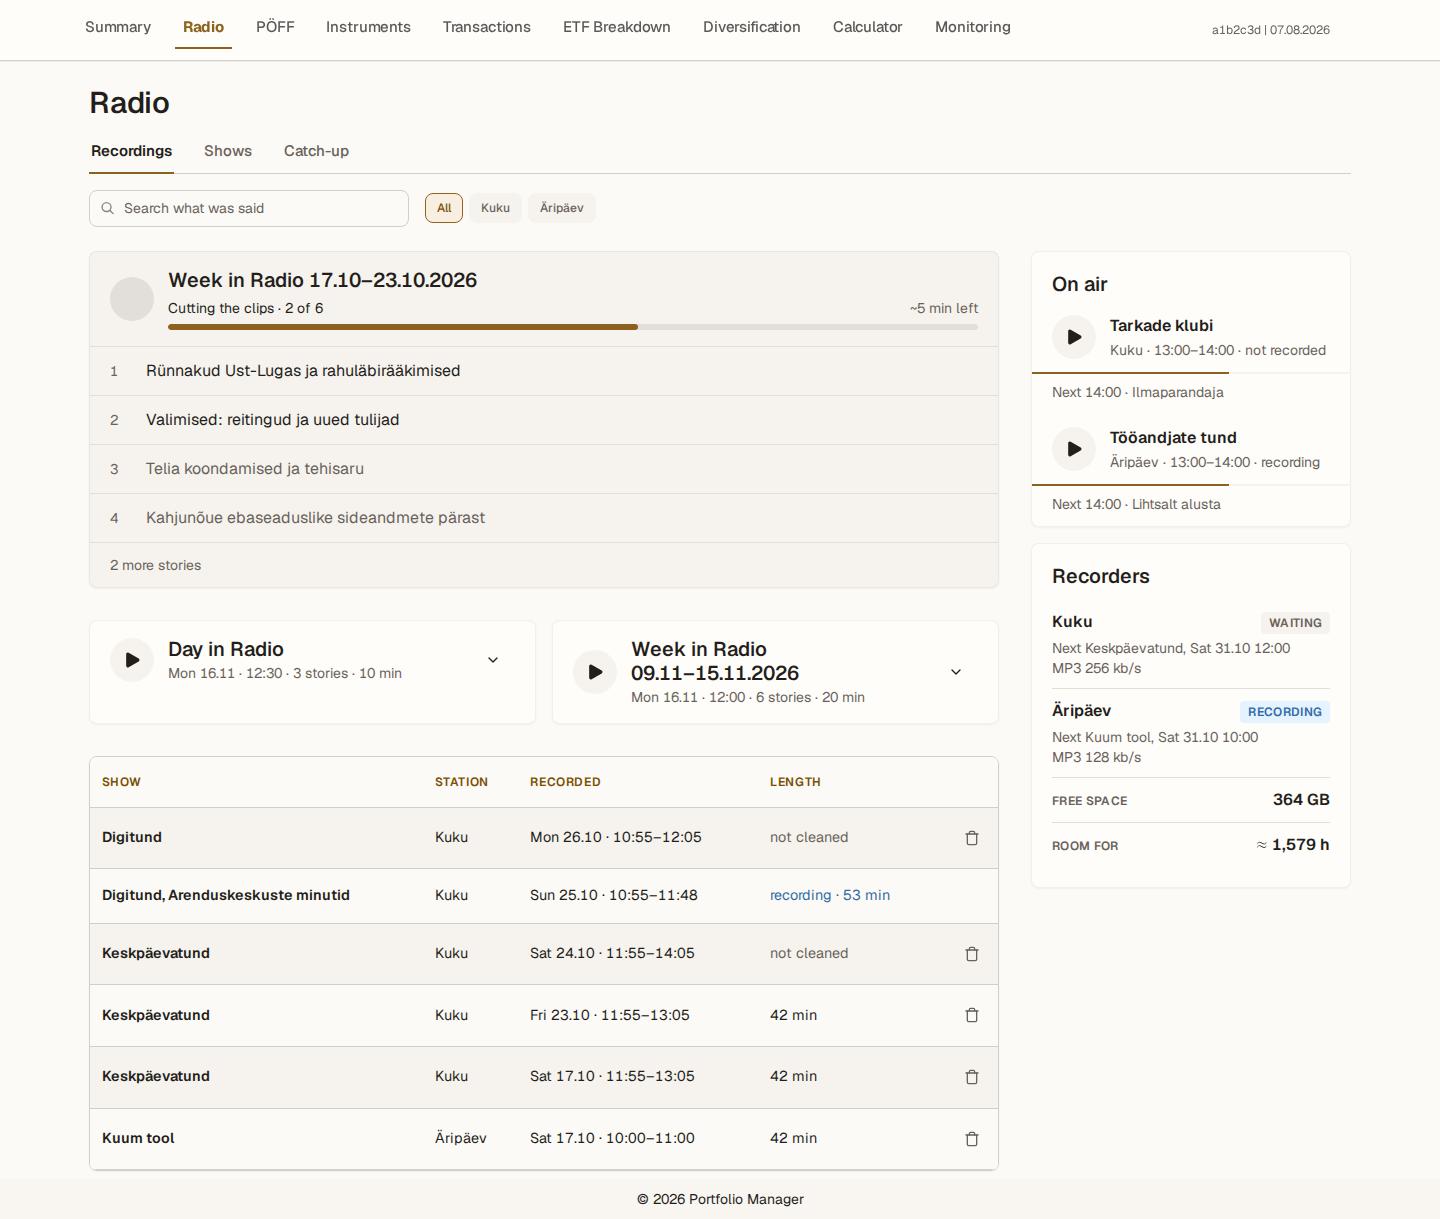 Summary Radio PÖFF Instruments Transactions ETF Breakdown Diversification Calculator Monitoring a1b2c3d | 07.08.2026
Radio
Recordings Shows Catch-up
Search what was said All Kuku Äripäev
Week in Radio 17.10–23.10.2026
Cutting the clips · 2 of 6 ~5 min left
1 Rünnakud Ust-Lugas ja rahuläbirääkimised
2 Valimised: reitingud ja uued tulijad
3 Telia koondamised ja tehisaru
4 Kahjunõue ebaseaduslike sideandmete pärast
2 more stories
Day in Radio
Mon 16.11 · 12:30 · 3 stories · 10 min
Week in Radio
09.11–15.11.2026
Mon 16.11 · 12:00 · 6 stories · 20 min
SHOW STATION RECORDED LENGTH
Digitund Kuku Mon 26.10 · 10:55–12:05 not cleaned
Digitund, Arenduskeskuste minutid Kuku Sun 25.10 · 10:55–11:48 recording · 53 min
Keskpäevatund Kuku Sat 24.10 · 11:55–14:05 not cleaned
Keskpäevatund Kuku Fri 23.10 · 11:55–13:05 42 min
Keskpäevatund Kuku Sat 17.10 · 11:55–13:05 42 min
Kuum tool Äripäev Sat 17.10 · 10:00–11:00 42 min
On air
Tarkade klubi
Kuku · 13:00–14:00 · not recorded
Next 14:00 · Ilmaparandaja
Tööandjate tund
Äripäev · 13:00–14:00 · recording
Next 14:00 · Lihtsalt alusta
Recorders
Kuku WAITING
Next Keskpäevatund, Sat 31.10 12:00
MP3 256 kb/s
Äripäev RECORDING
Next Kuum tool, Sat 31.10 10:00
MP3 128 kb/s
FREE SPACE 364 GB
ROOM FOR ≈ 1,579 h
© 2026 Portfolio Manager